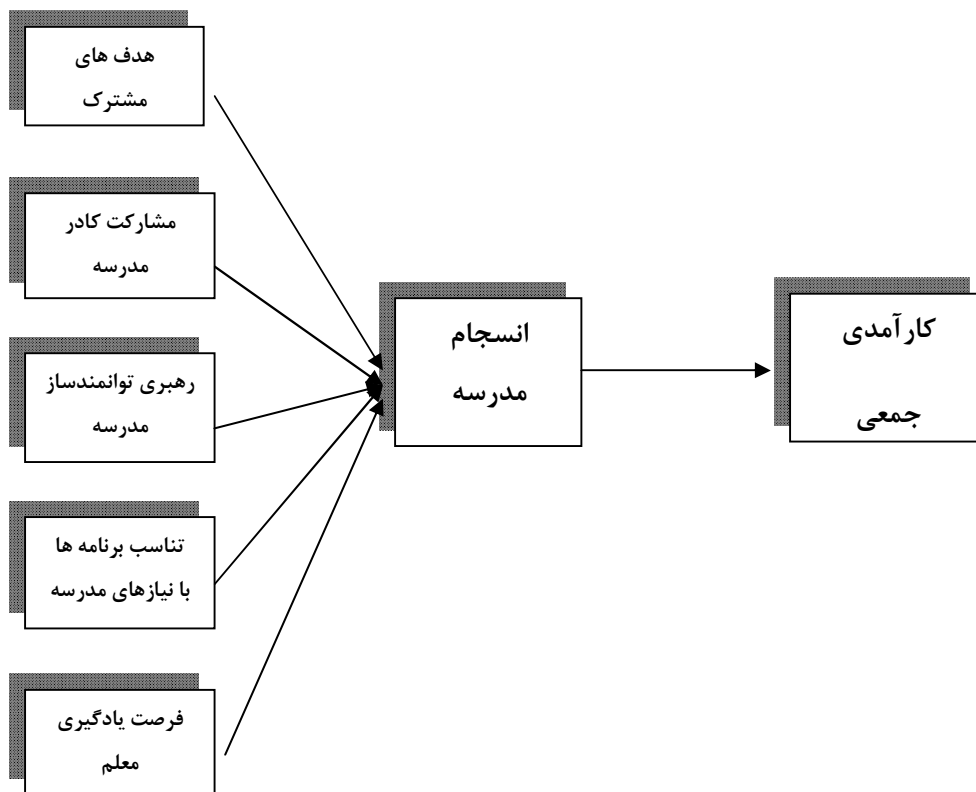 هدف های
مشترک
مشارکت کادر
مدرسه
رهبری توانمندساز
مدرسه
تناسب برنامه ها
با نیازهای مدرسه
فرصت یادگیری
معلم
انسجام
مدرسه
کارآمدی
جمعی